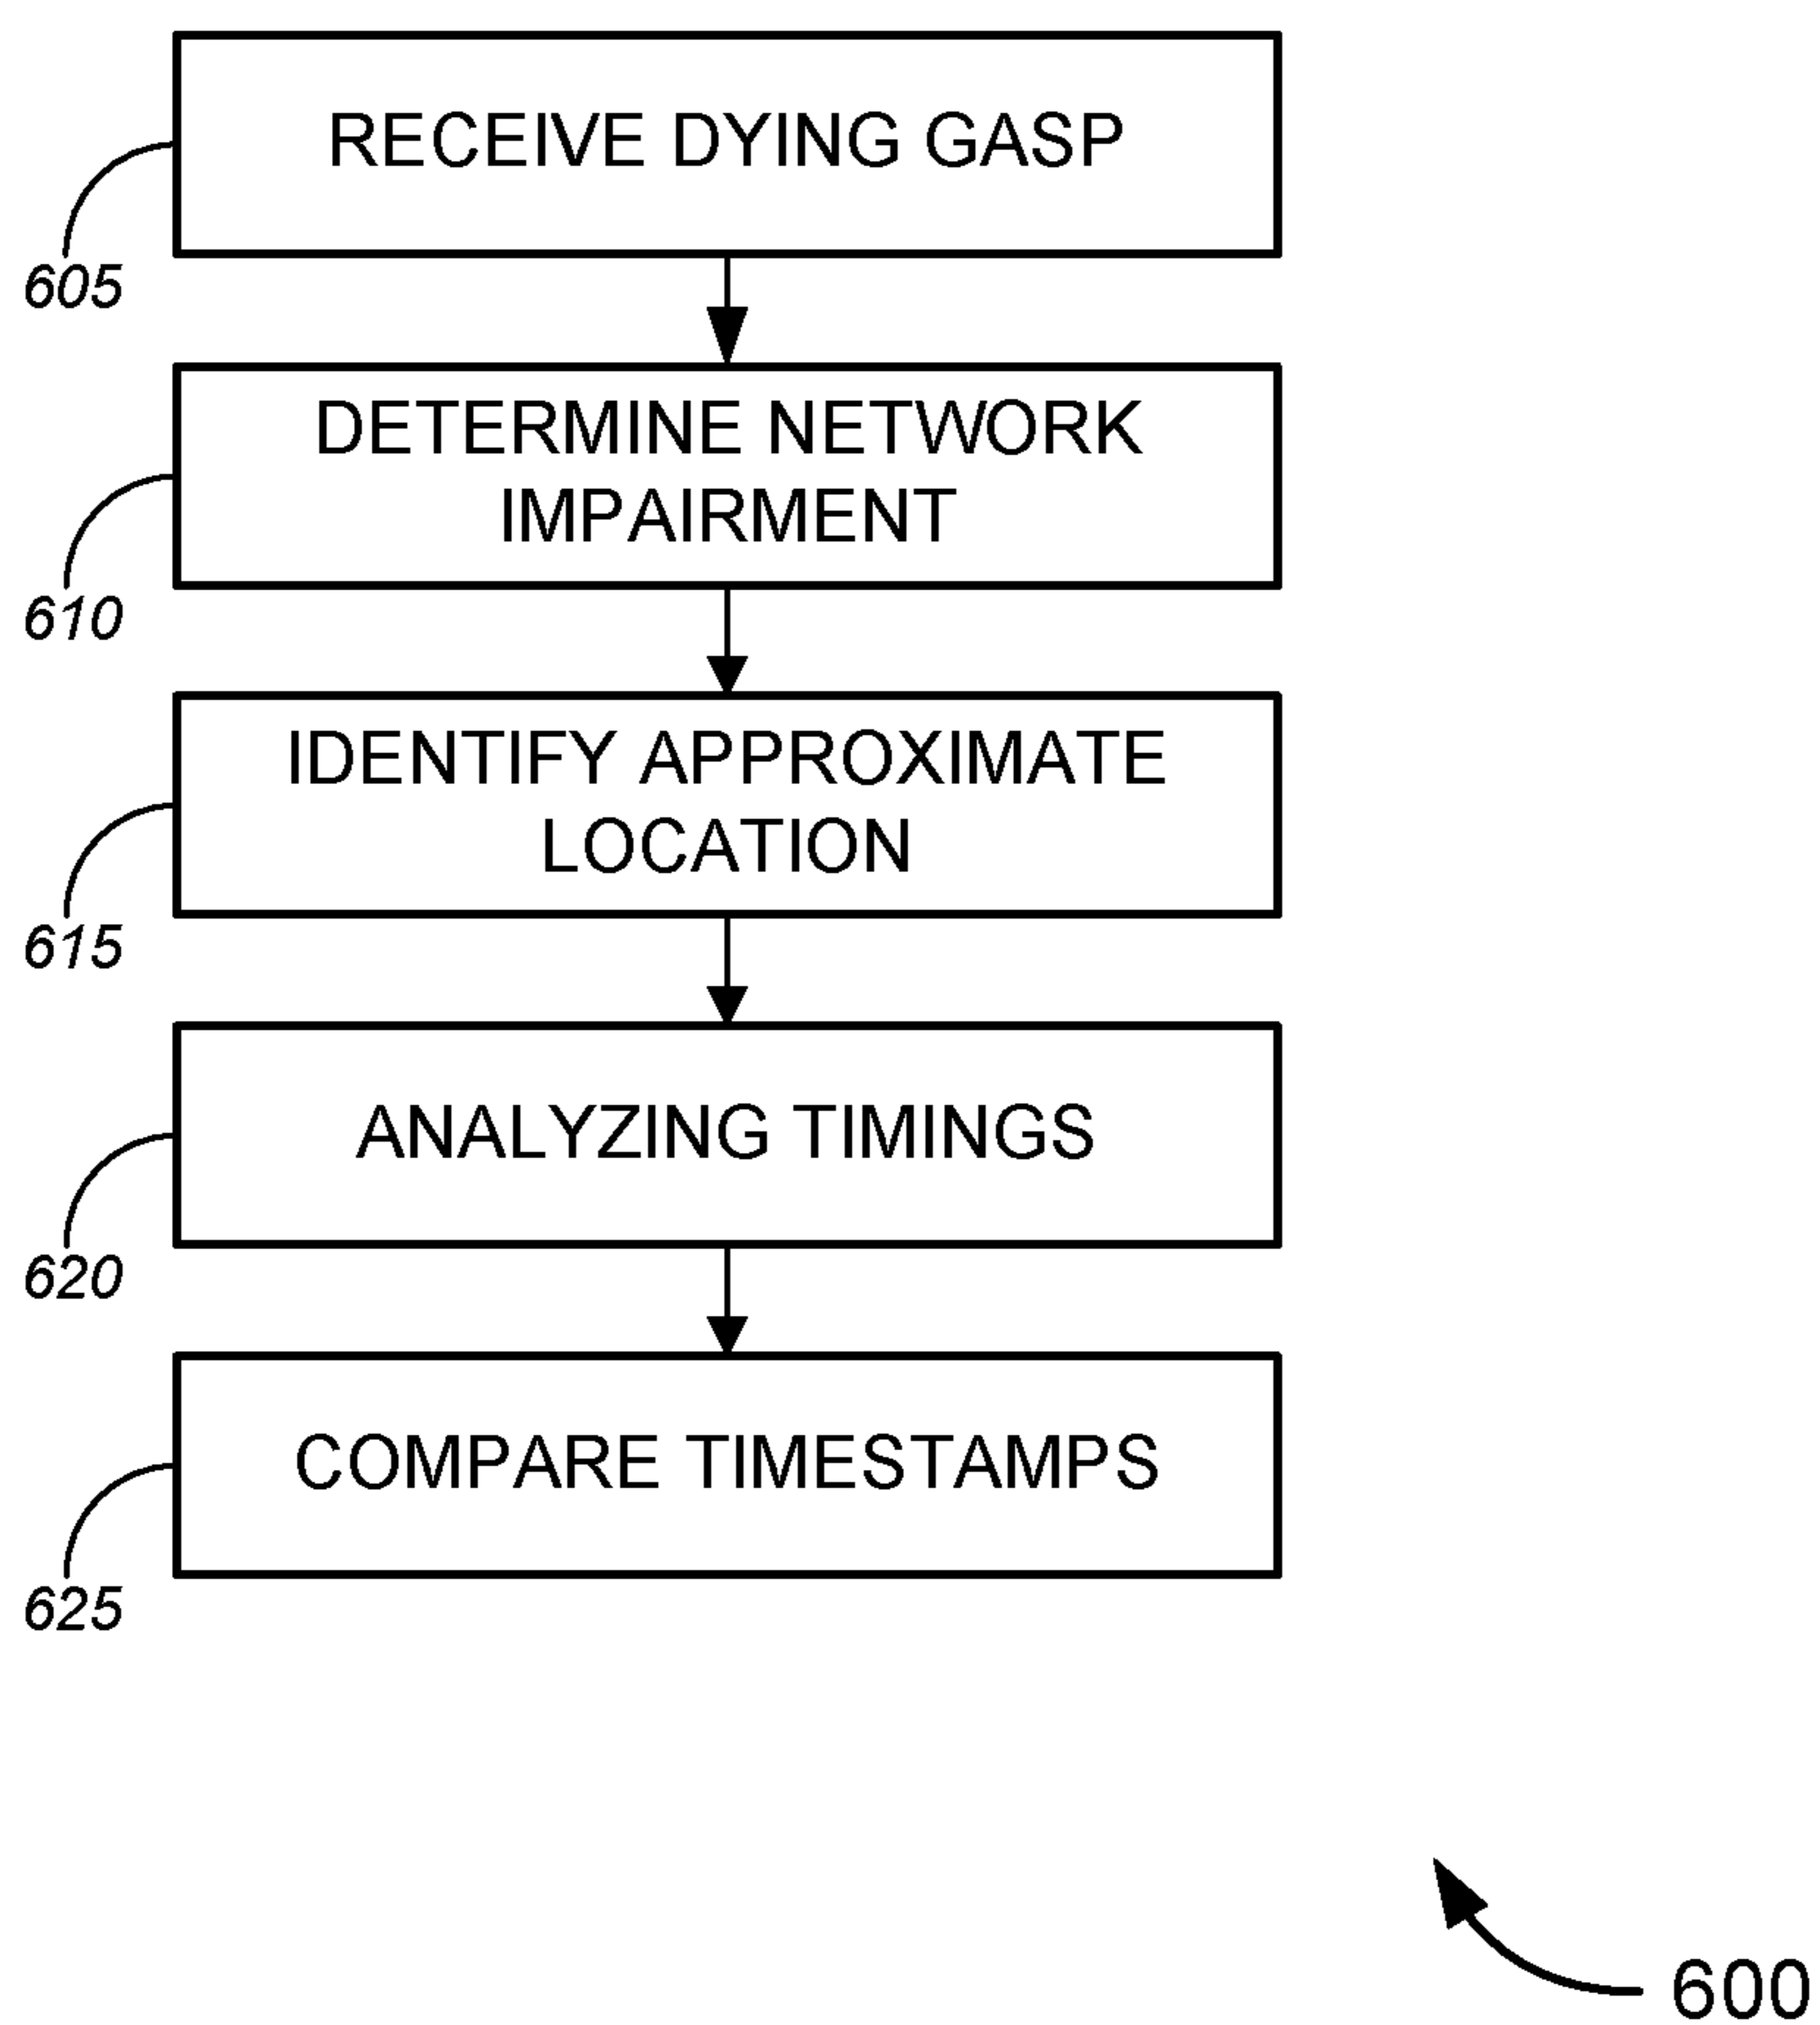 RECEIVE DYING GASP
605
DETERMINE NETWORK
IMPAIRMENT
610
IDENTIFY APPROXIMATE
LOCATION
615
ANALYZING TIMINGS
620
COMPARE TIMESTAMPS
625
600